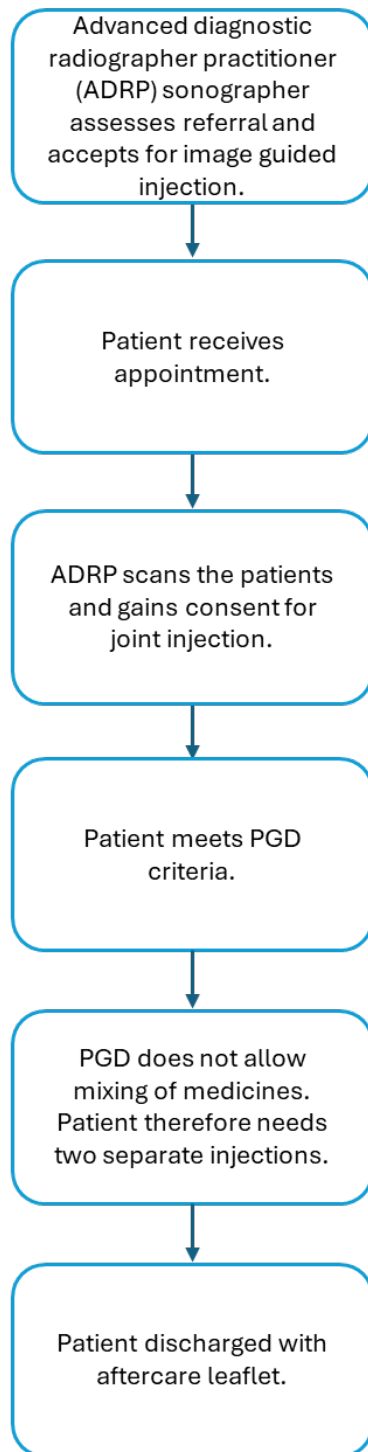 Advanced diagnostic
radiographer practitioner
(ADRP) sonographer
assesses referral and
accepts for image guided
injection.
Patient receives
appointment.
ADRP scans the patients
and gains consent for
joint injection.
Patient meets PGD
criteria.
PGD does not allow
mixing of medicines.
Patient therefore needs
two separate injections.
Patient discharged with
aftercare leaflet.